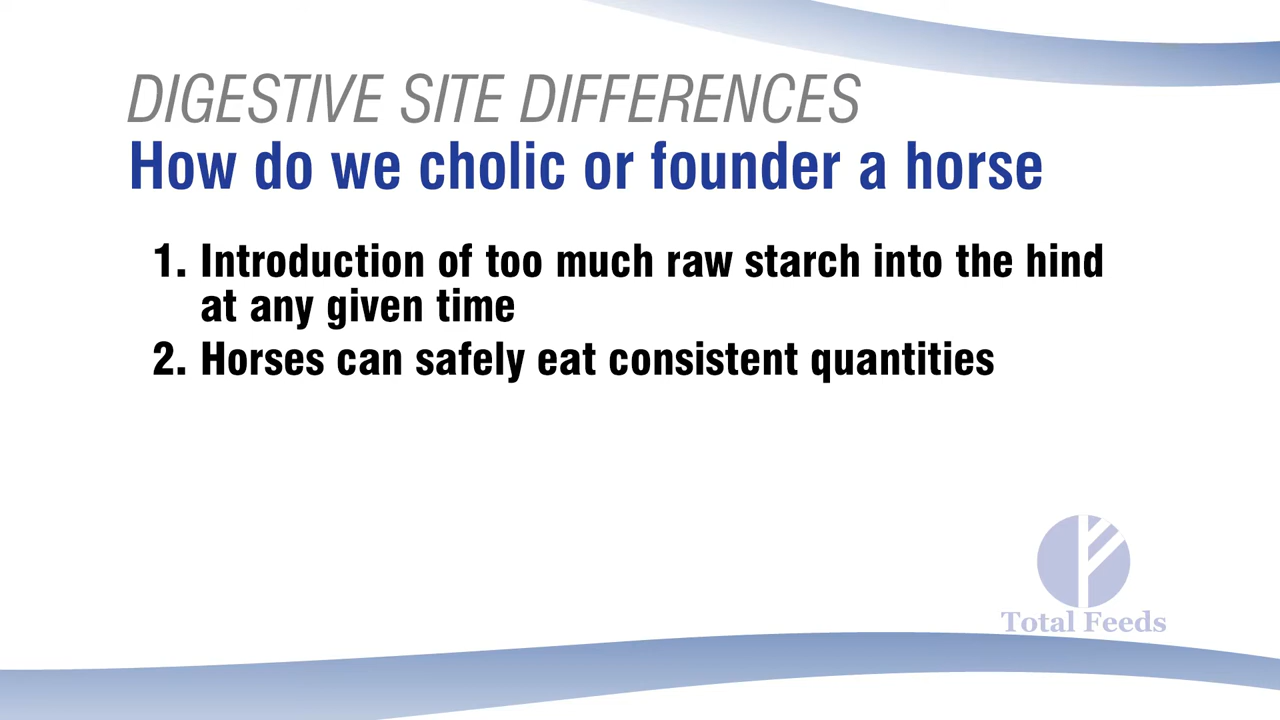 DIGESTIVE SITE DIFFERENCES
How do we cholic or founder a horse
1. Introduction of too much raw starch into the hind
at any given time
2. Horses can safely eat consistent quantities
Total Feeds